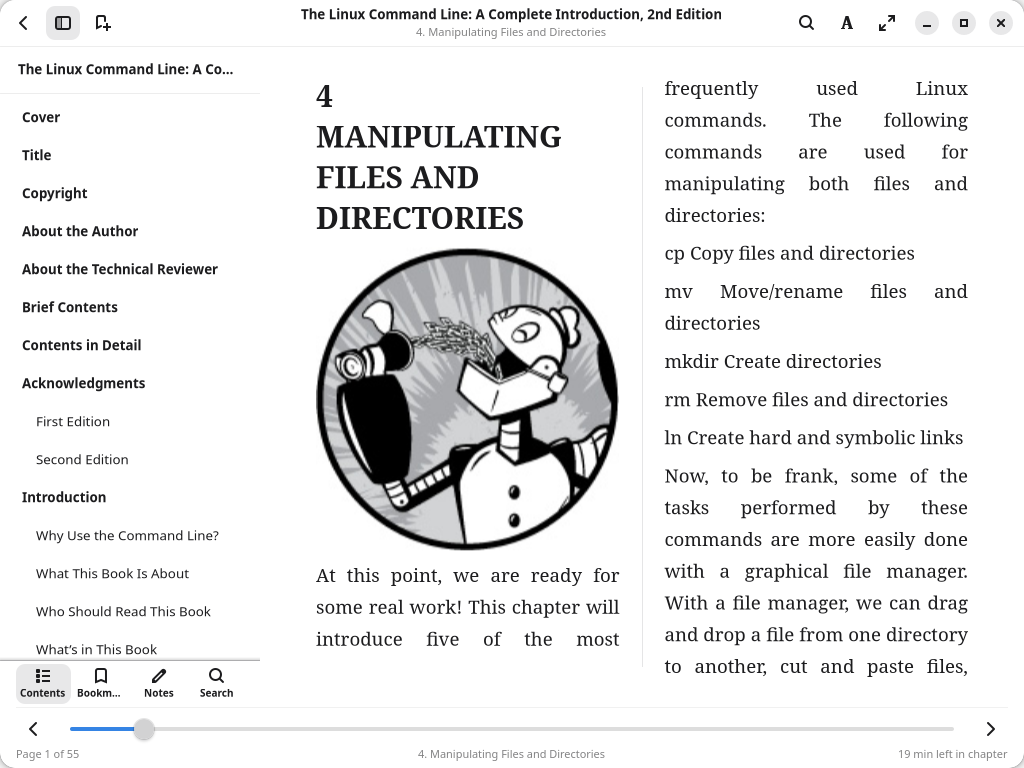 The Linux Command Line: A Complete Introduction, 2nd Edition
4. Manipulating Files and Directories
A
The Linux Command Line: A Co...
Cover
Title
Copyright
About the Author
About the Technical Reviewer
Brief Contents
Contents in Detail
Acknowledgments
First Edition
Second Edition
Introduction
Why Use the Command Line?
What This Book Is About
Who Should Read This Book
What's in This Book
Contents
Bookm...
Notes
Search
4
MANIPULATING
FILES AND
DIRECTORIES
At this point, we are ready for
some real work! This chapter will
introduce five of the most
frequently used Linux
commands. The following
commands are used for
manipulating both files and
directories:
cp Copy files and directories
mv Move/rename files and
directories
mkdir Create directories
rm Remove files and directories
ln Create hard and symbolic links
Now, to be frank, some of the
tasks performed by these
commands are more easily done
with a graphical file manager.
With a file manager, we can drag
and drop a file from one directory
to another, cut and paste files,
Page 1 of 55
4. Manipulating Files and Directories
19 min left in chapter